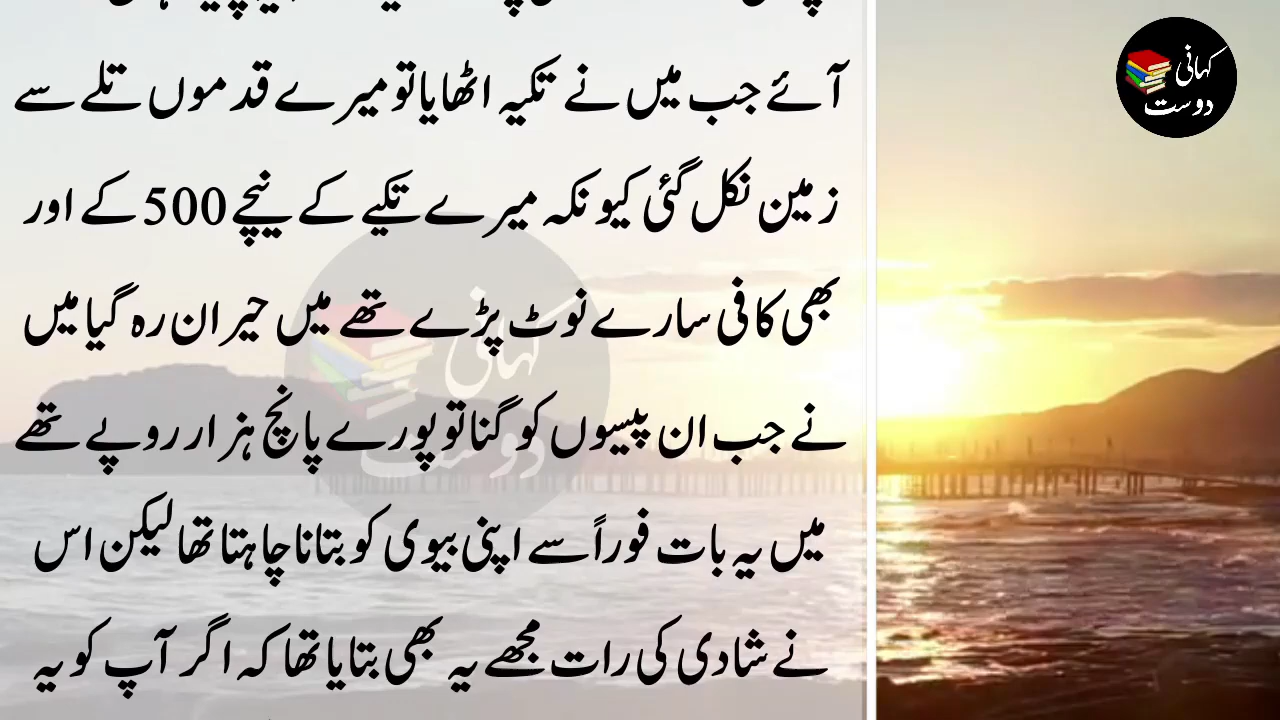 آئے جب میں نے تکیہ اٹھایا تو میرے قدموں تلے سے
زمین نکل گئی کیونکہ میرے تکیے کے نیچے 500 کے اور
بھی کافی سارے نوٹ پڑے تھے میں حیران رہ گیا میں
نے جب ان پیسوں کو گنا تو پورے پانچ ہزار روپے تھے
میں یہ بات فوراً سے اپنی بیوی کو بتانا چاہتا تھا لیکن اس
نے شادی کی رات مجھے یہ بھی بتایا تھا کہ اگر آپ کو یہ
کہانی
دوست
کہانی
دوست